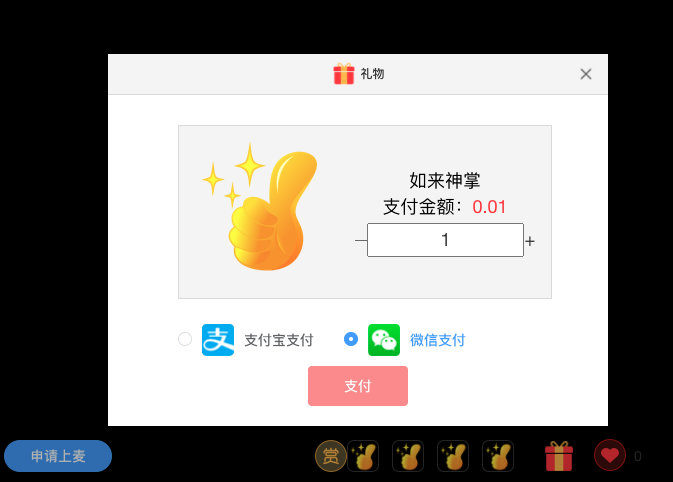 礼物
如来神掌
支付金额：0.01
1
支付宝支付
微信支付
支付
申请上麦
赏
0